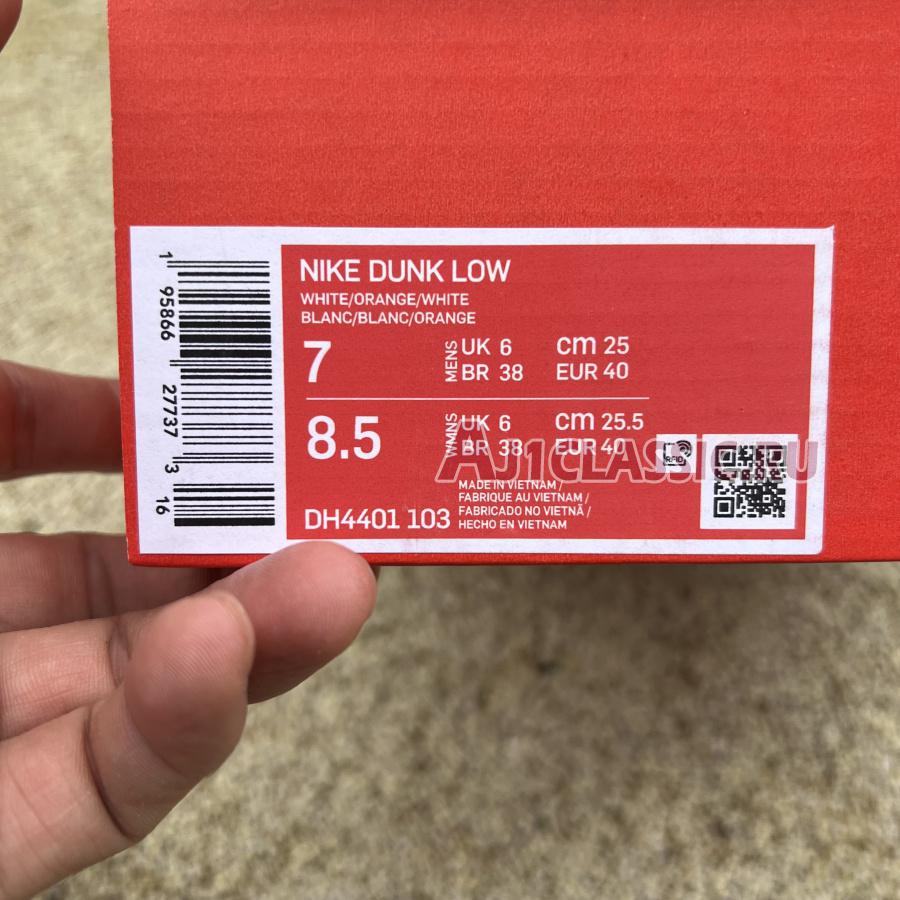 NIKE DUNK LOW
WHITE/ORANGE/WHITE
BLANC/BLANC/ORANGE
7 MENS UK 6 cm 25
BR 38 EUR 40
8.5 WMNS UK 6 cm 25.5
BR 38 EUR 40
AJ1CLASSIC.RU
RFID
DH4401 103
MADE IN VIETNAM /
FABRIQUE AU VIETNAM /
FABRICADO NO VIETNÃ /
HECHO EN VIETNAM
1 95866 27737 3 16